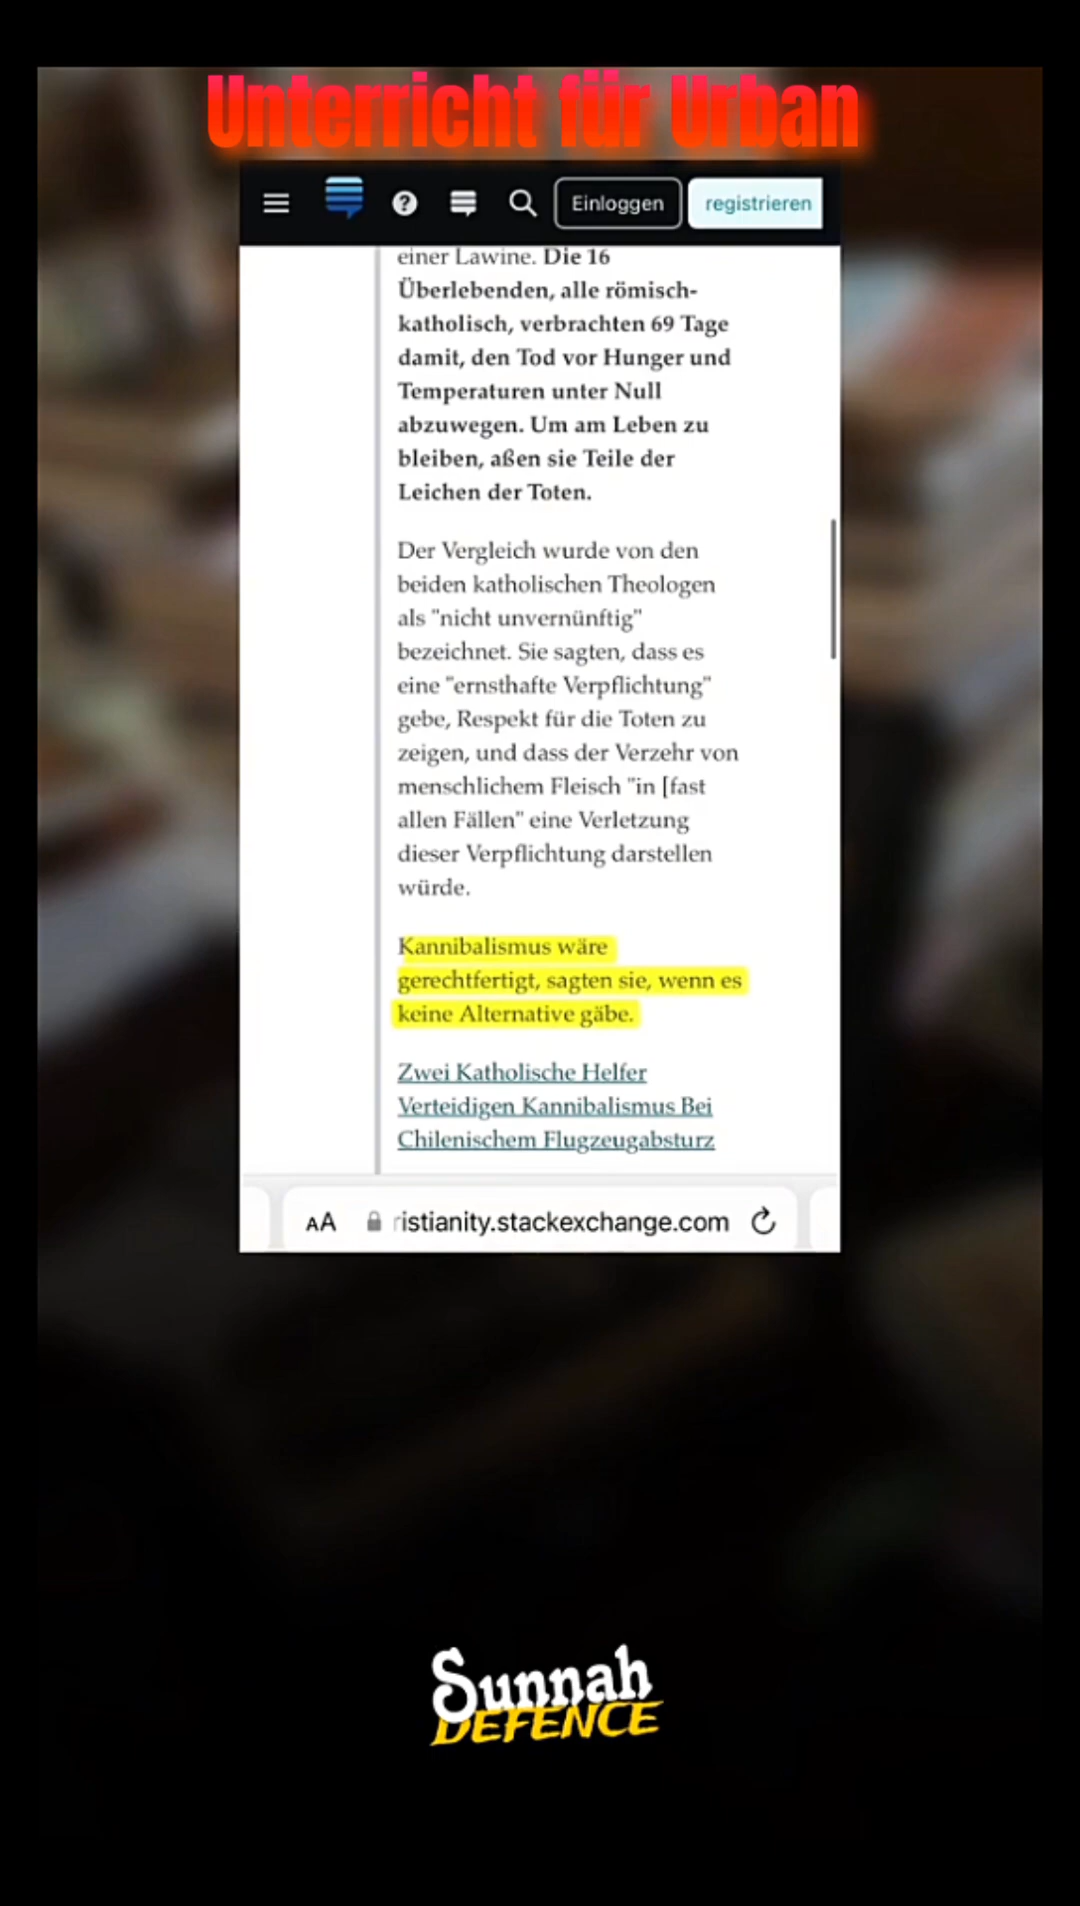 Unterricht für Urban
Einloggen
registrieren
einer Lawine. Die 16
Überlebenden, alle römisch-
katholisch, verbrachten 69 Tage
damit, den Tod vor Hunger und
Temperaturen unter Null
abzuwegen. Um am Leben zu
bleiben, aßen sie Teile der
Leichen der Toten.
Der Vergleich wurde von den
beiden katholischen Theologen
als "nicht unvernünftig"
bezeichnet. Sie sagten, dass es
eine "ernsthafte Verpflichtung"
gebe, Respekt für die Toten zu
zeigen, und dass der Verzehr von
menschlichem Fleisch "in [fast
allen Fällen" eine Verletzung
dieser Verpflichtung darstellen
würde.
Kannibalismus wäre
gerechtfertigt, sagten sie, wenn es
keine Alternative gäbe.
Zwei Katholische Helfer
Verteidigen Kannibalismus Bei
Chilenischem Flugzeugabsturz
AA ristianity.stackexchange.com
Sunnah
DEFENCE